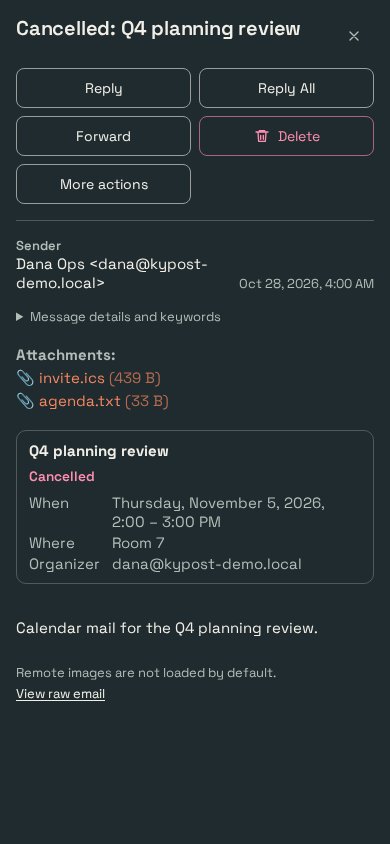 Cancelled: Q4 planning review
Reply
Reply All
Forward
Delete
More actions
Sender
Dana Ops <dana@kypost-
demo.local>
Oct 28, 2026, 4:00 AM
Message details and keywords
Attachments:
invite.ics (439 B)
agenda.txt (33 B)
Q4 planning review
Cancelled
When Thursday, November 5, 2026,
2:00 – 3:00 PM
Where Room 7
Organizer dana@kypost-demo.local
Calendar mail for the Q4 planning review.
Remote images are not loaded by default.
View raw email